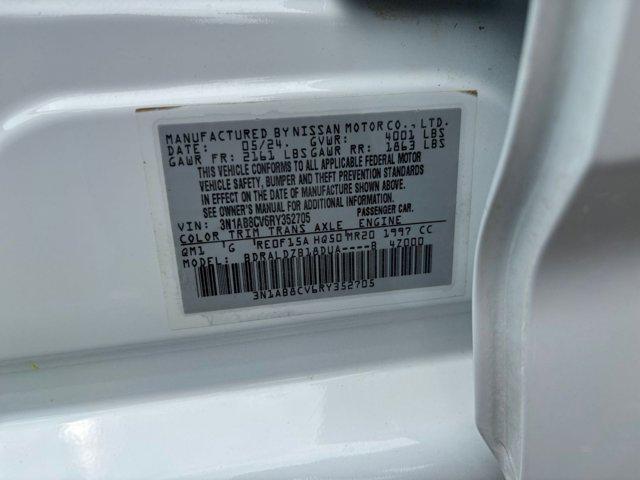 MANUFACTURED BY NISSAN MOTOR CO., LTD.
DATE: 05/24. GVWR: 4001 LBS
GAWR FR: 2161 LBS GAWR RR: 1863 LBS
THIS VEHICLE CONFORMS TO ALL APPLICABLE FEDERAL MOTOR
VEHICLE SAFETY, BUMPER AND THEFT PREVENTION STANDARDS
IN EFFECT ON THE DATE OF MANUFACTURE SHOWN ABOVE.
SEE OWNER'S MANUAL FOR ADDITIONAL INFORMATION.
VIN: 3N1AB8CV6RY352705 PASSENGER CAR.
COLOR TRIM TRANS AXLE ENGINE
QM1 G RE0F15A HQ50 MR20 1997 CC
MODEL: BDRALDZB18DUA----B 4Z000
3N1AB8CV6RY352705